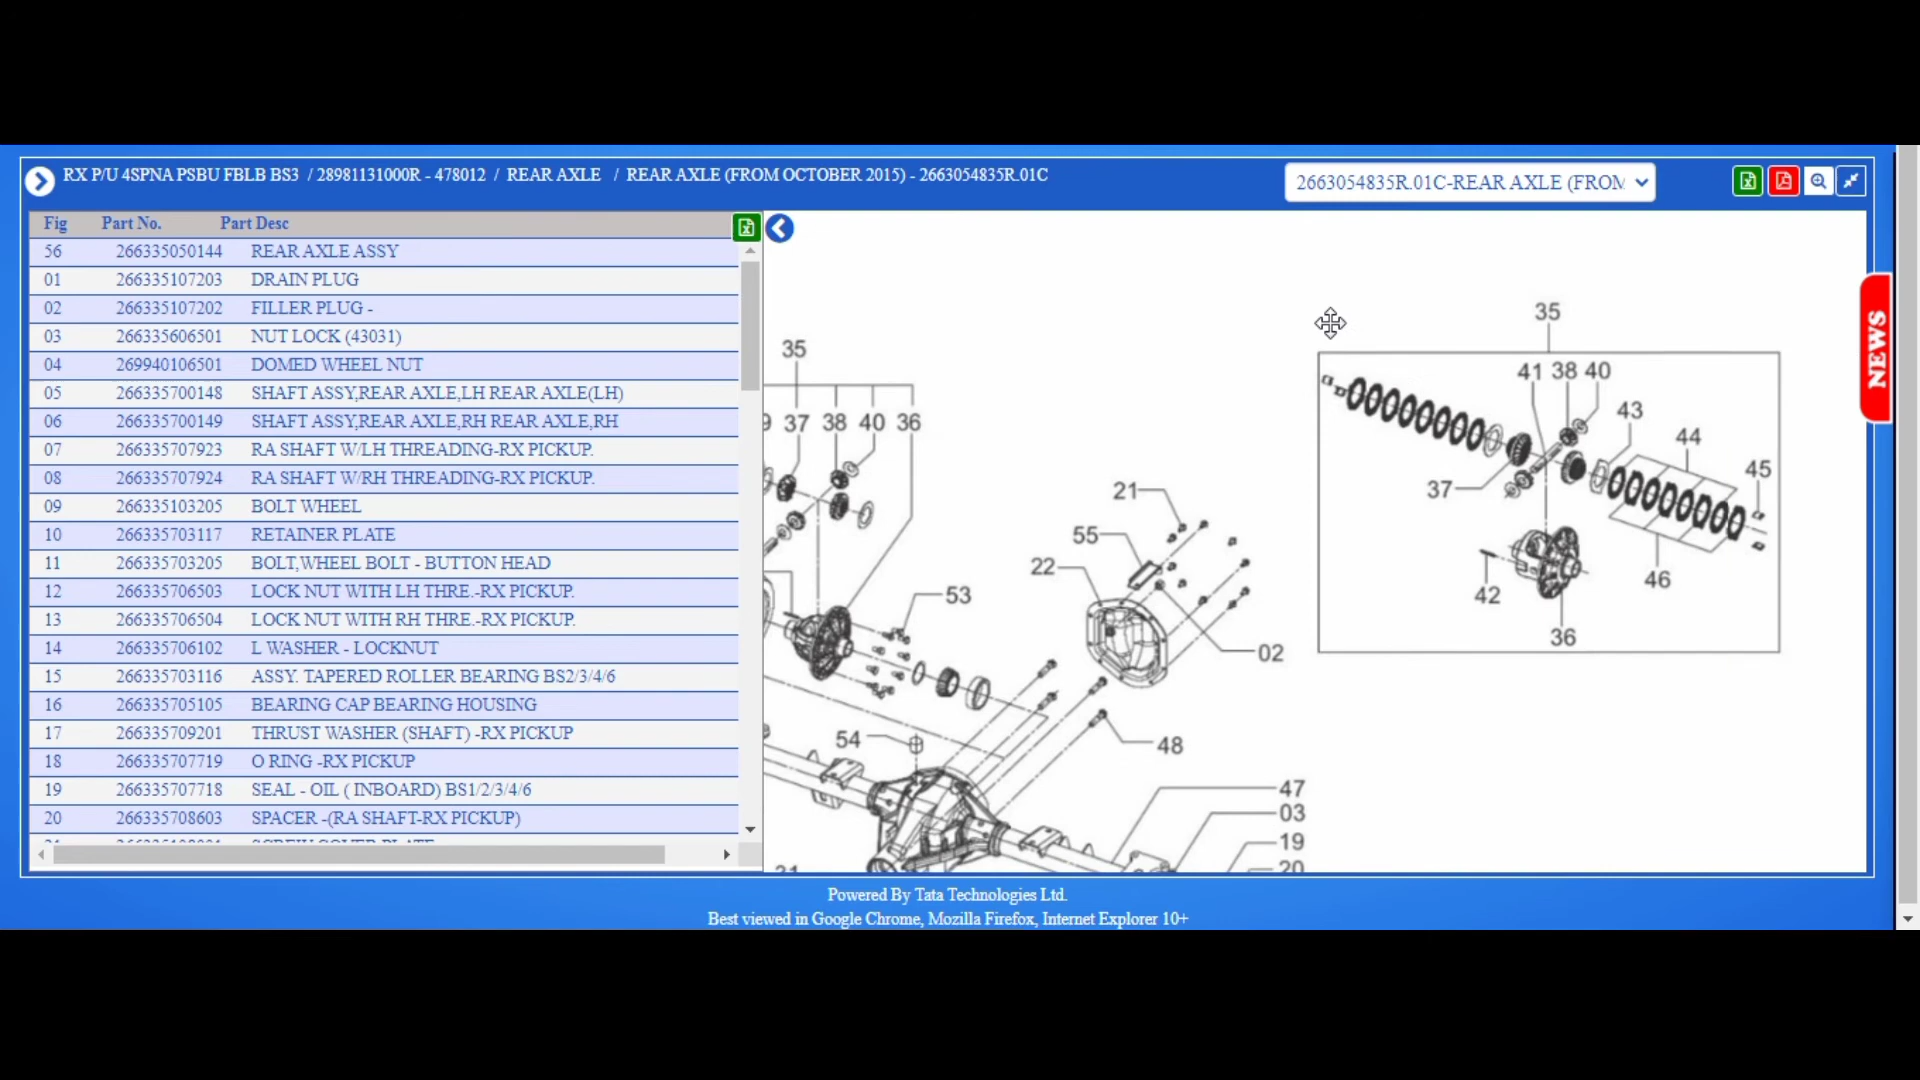 RX P/U 4SPNA PSBU FBLB BS3 / 28981131000R - 478012 / REAR AXLE / REAR AXLE (FROM OCTOBER 2015) - 2663054835R.01C
2663054835R.01C-REAR AXLE (FROM
Fig Part No. Part Desc
56 266335050144 REAR AXLE ASSY
01 266335107203 DRAIN PLUG
02 266335107202 FILLER PLUG -
03 266335606501 NUT LOCK (43031)
04 269940106501 DOMED WHEEL NUT
05 266335700148 SHAFT ASSY,REAR AXLE,LH REAR AXLE(LH)
06 266335700149 SHAFT ASSY,REAR AXLE,RH REAR AXLE,RH
07 266335707923 RA SHAFT W/LH THREADING-RX PICKUP.
08 266335707924 RA SHAFT W/RH THREADING-RX PICKUP.
09 266335103205 BOLT WHEEL
10 266335703117 RETAINER PLATE
11 266335703205 BOLT,WHEEL BOLT - BUTTON HEAD
12 266335706503 LOCK NUT WITH LH THRE.-RX PICKUP.
13 266335706504 LOCK NUT WITH RH THRE.-RX PICKUP.
14 266335706102 L WASHER - LOCKNUT
15 266335703116 ASSY. TAPERED ROLLER BEARING BS2/3/4/6
16 266335705105 BEARING CAP BEARING HOUSING
17 266335709201 THRUST WASHER (SHAFT) -RX PICKUP
18 266335707719 O RING -RX PICKUP
19 266335707718 SEAL - OIL ( INBOARD) BS1/2/3/4/6
20 266335708603 SPACER -(RA SHAFT-RX PICKUP)
35
37 38 40 36
53
54
21
55
22
02
48
47
03
19
20
35
41 38 40
43
44
45
37
42
46
36
NEWS
Powered By Tata Technologies Ltd.
Best viewed in Google Chrome, Mozilla Firefox, Internet Explorer 10+